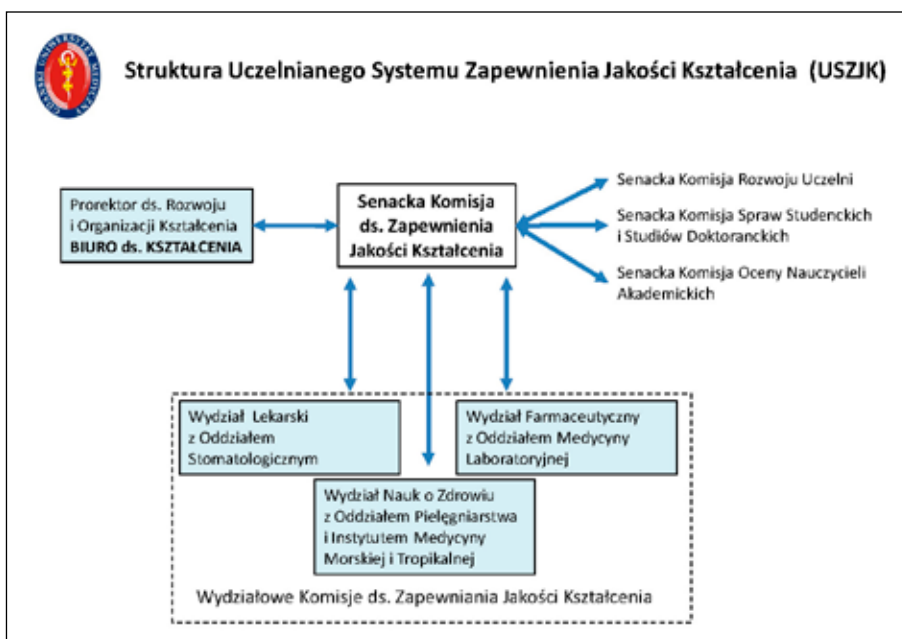 GDAŃSKI UNIWERSYTET MEDYCZNY
Struktura Uczelnianego Systemu Zapewnienia Jakości Kształcenia (USZJK)
Prorektor ds. Rozwoju
i Organizacji Kształcenia
BIURO ds. KSZTAŁCENIA
Senacka Komisja
ds. Zapewnienia
Jakości Kształcenia
Senacka Komisja Rozwoju Uczelni
Senacka Komisja Spraw Studenckich
i Studiów Doktoranckich
Senacka Komisja Oceny Nauczycieli
Akademickich
Wydział Lekarski
z Oddziałem
Stomatologicznym
Wydział Farmaceutyczny
z Oddziałem Medycyny
Laboratoryjnej
Wydział Nauk o Zdrowiu
z Oddziałem Pielęgniarstwa
i Instytutem Medycyny
Morskiej i Tropikalnej
Wydziałowe Komisje ds. Zapewniania Jakości Kształcenia